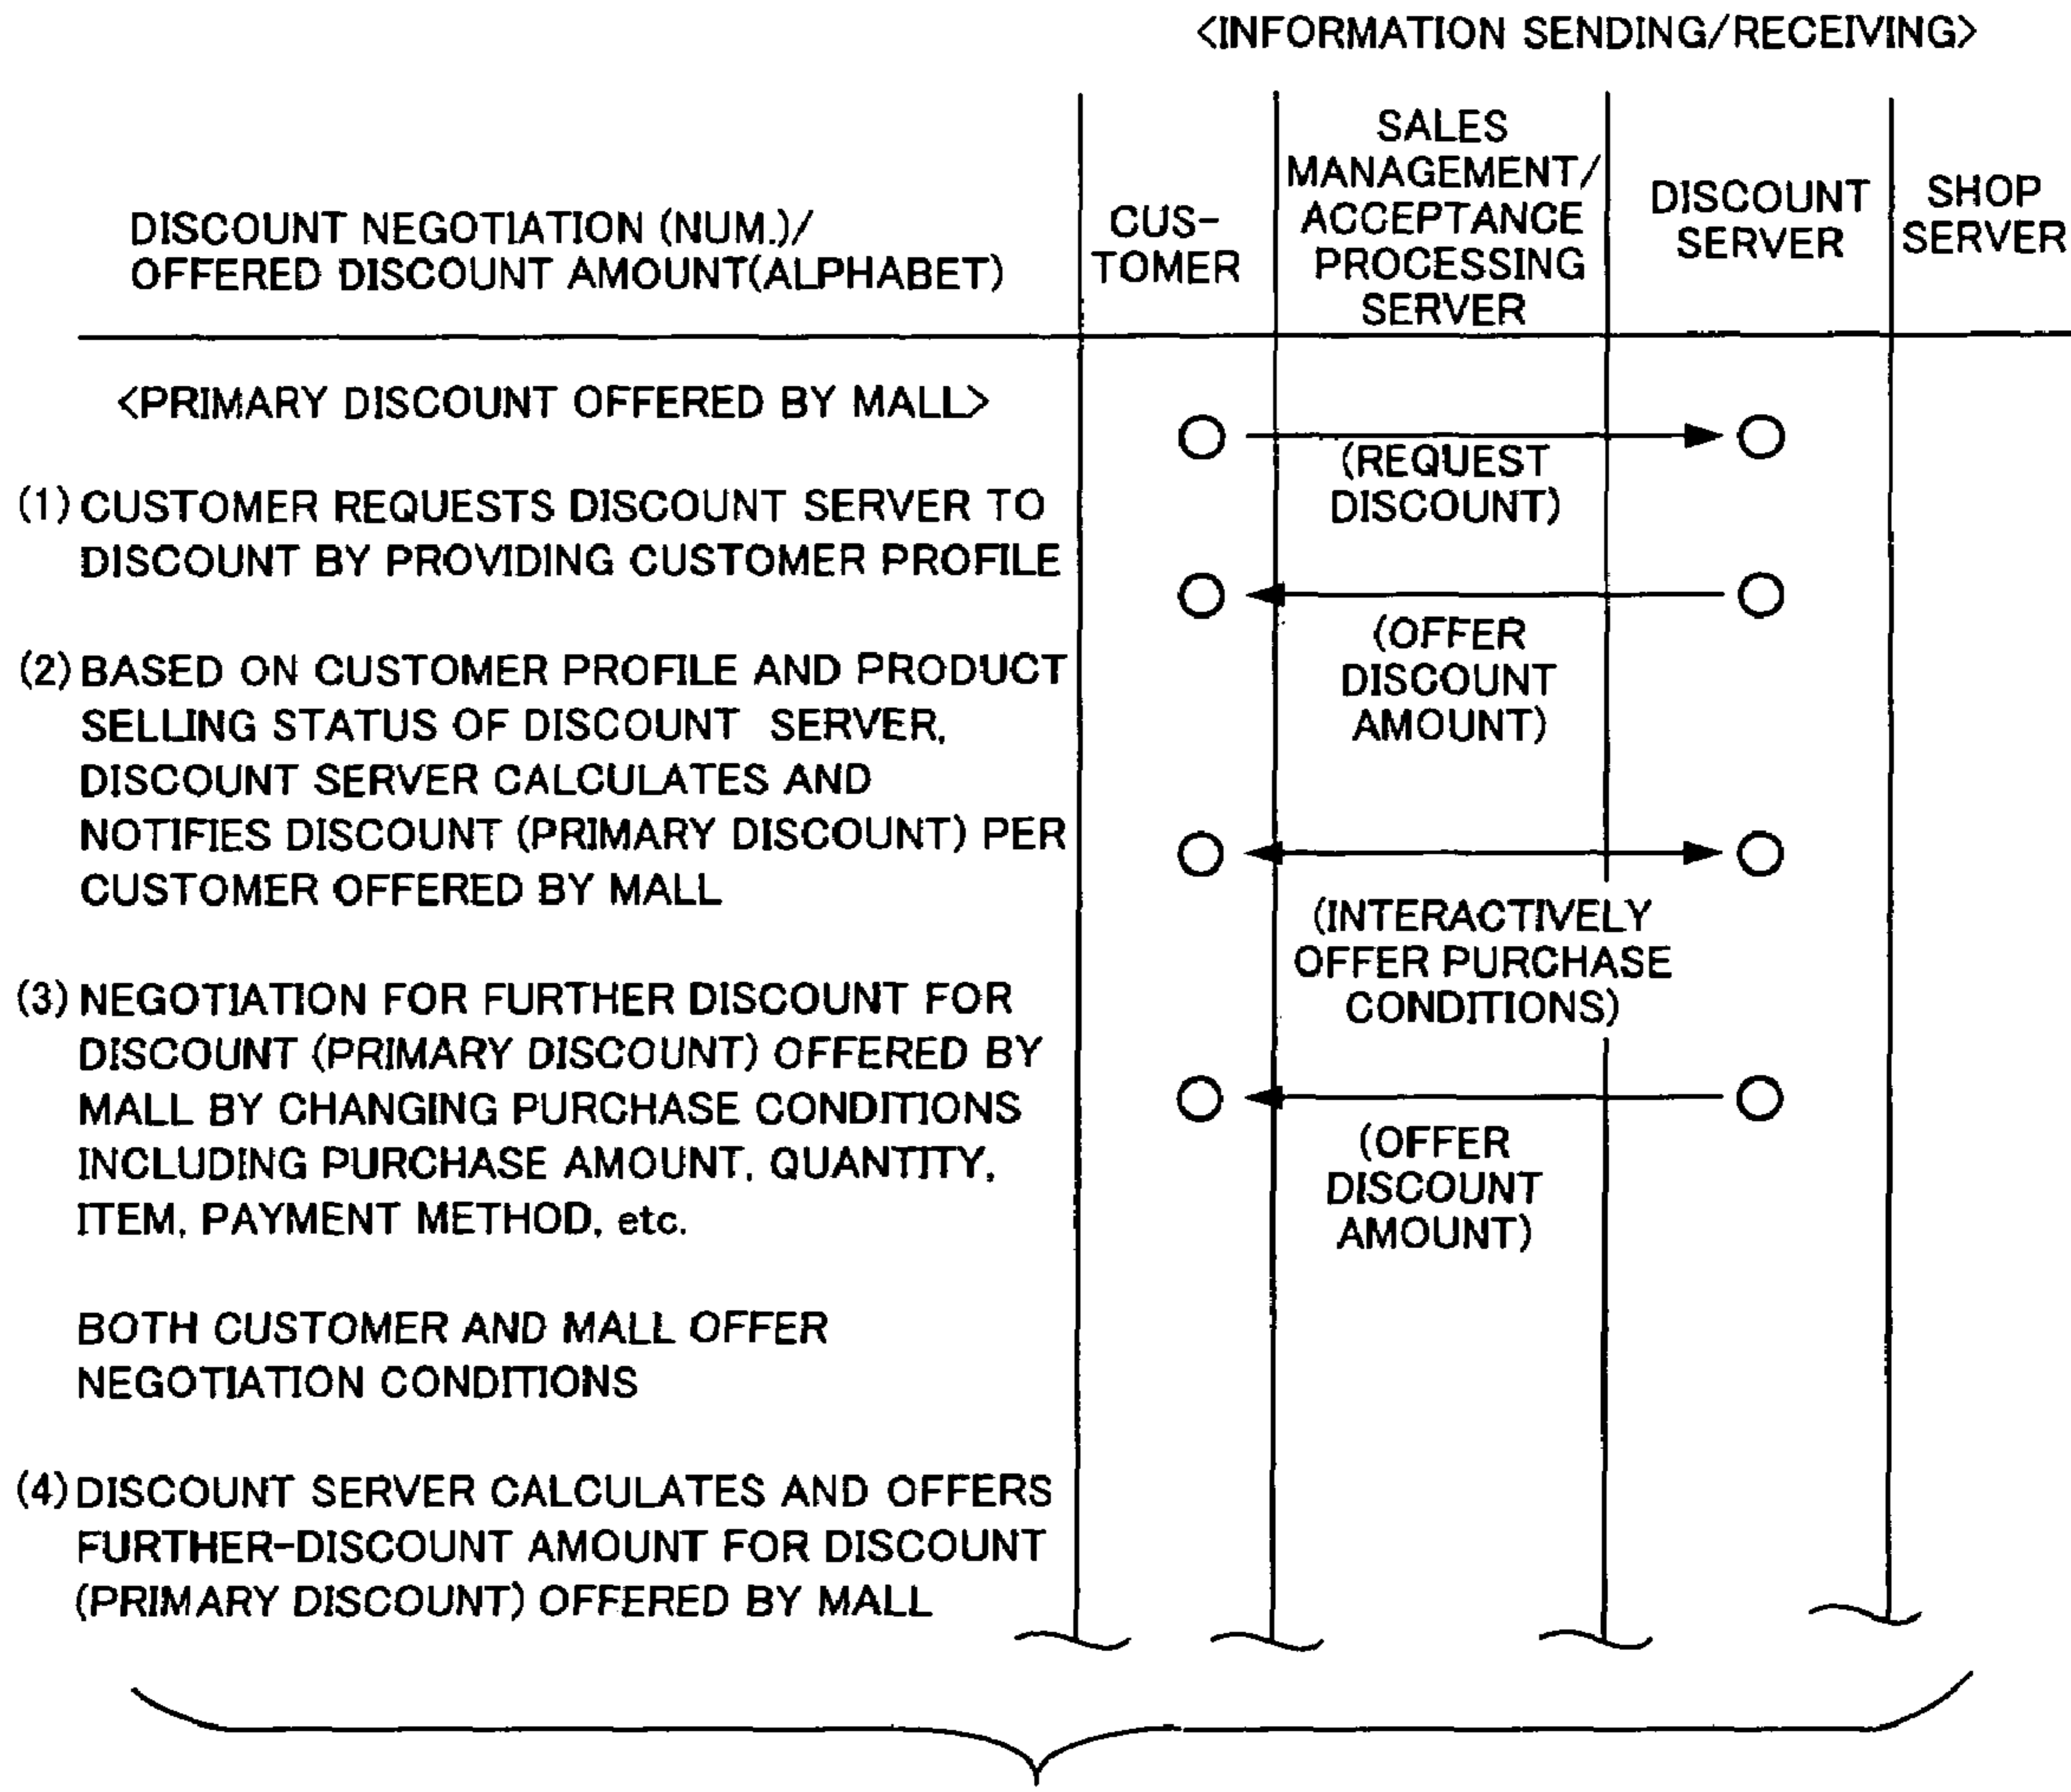 <INFORMATION SENDING/RECEIVING>
DISCOUNT NEGOTIATION (NUM.)/
OFFERED DISCOUNT AMOUNT(ALPHABET)
CUS-
TOMER
SALES
MANAGEMENT/
ACCEPTANCE
PROCESSING
SERVER
DISCOUNT
SERVER
SHOP
SERVER
<PRIMARY DISCOUNT OFFERED BY MALL>
(1) CUSTOMER REQUESTS DISCOUNT SERVER TO
DISCOUNT BY PROVIDING CUSTOMER PROFILE
(2) BASED ON CUSTOMER PROFILE AND PRODUCT
SELLING STATUS OF DISCOUNT SERVER,
DISCOUNT SERVER CALCULATES AND
NOTIFIES DISCOUNT (PRIMARY DISCOUNT) PER
CUSTOMER OFFERED BY MALL
(3) NEGOTIATION FOR FURTHER DISCOUNT FOR
DISCOUNT (PRIMARY DISCOUNT) OFFERED BY
MALL BY CHANGING PURCHASE CONDITIONS
INCLUDING PURCHASE AMOUNT, QUANTITY,
ITEM, PAYMENT METHOD, etc.
BOTH CUSTOMER AND MALL OFFER
NEGOTIATION CONDITIONS
(4) DISCOUNT SERVER CALCULATES AND OFFERS
FURTHER-DISCOUNT AMOUNT FOR DISCOUNT
(PRIMARY DISCOUNT) OFFERED BY MALL
(REQUEST
DISCOUNT)
(OFFER
DISCOUNT
AMOUNT)
(INTERACTIVELY
OFFER PURCHASE
CONDITIONS)
(OFFER
DISCOUNT
AMOUNT)